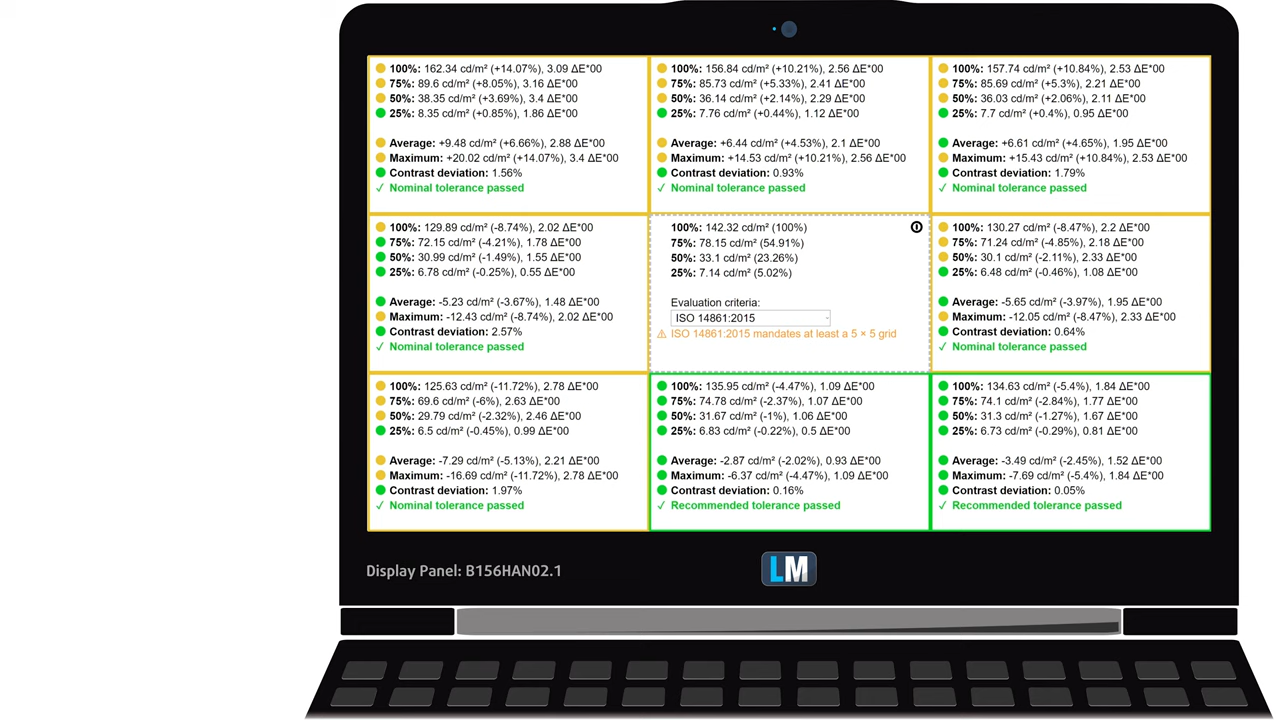 100%: 162.34 cd/m² (+14.07%), 3.09 ΔE*00
75%: 89.6 cd/m² (+8.05%), 3.16 ΔE*00
50%: 38.35 cd/m² (+3.69%), 3.4 ΔE*00
25%: 8.35 cd/m² (+0.85%), 1.86 ΔE*00
Average: +9.48 cd/m² (+6.66%), 2.88 ΔE*00
Maximum: +20.02 cd/m² (+14.07%), 3.4 ΔE*00
Contrast deviation: 1.56%
✓ Nominal tolerance passed
100%: 156.84 cd/m² (+10.21%), 2.56 ΔE*00
75%: 85.73 cd/m² (+5.33%), 2.41 ΔE*00
50%: 36.14 cd/m² (+2.14%), 2.29 ΔE*00
25%: 7.76 cd/m² (+0.44%), 1.12 ΔE*00
Average: +6.44 cd/m² (+4.53%), 2.1 ΔE*00
Maximum: +14.53 cd/m² (+10.21%), 2.56 ΔE*00
Contrast deviation: 0.93%
✓ Nominal tolerance passed
100%: 157.74 cd/m² (+10.84%), 2.53 ΔE*00
75%: 85.69 cd/m² (+5.3%), 2.21 ΔE*00
50%: 36.03 cd/m² (+2.06%), 2.11 ΔE*00
25%: 7.7 cd/m² (+0.4%), 0.95 ΔE*00
Average: +6.61 cd/m² (+4.65%), 1.95 ΔE*00
Maximum: +15.43 cd/m² (+10.84%), 2.53 ΔE*00
Contrast deviation: 1.79%
✓ Nominal tolerance passed
100%: 129.89 cd/m² (-8.74%), 2.02 ΔE*00
75%: 72.15 cd/m² (-4.21%), 1.78 ΔE*00
50%: 30.99 cd/m² (-1.49%), 1.55 ΔE*00
25%: 6.78 cd/m² (-0.25%), 0.55 ΔE*00
Average: -5.23 cd/m² (-3.67%), 1.48 ΔE*00
Maximum: -12.43 cd/m² (-8.74%), 2.02 ΔE*00
Contrast deviation: 2.57%
✓ Nominal tolerance passed
100%: 142.32 cd/m² (100%)
75%: 78.15 cd/m² (54.91%)
50%: 33.1 cd/m² (23.26%)
25%: 7.14 cd/m² (5.02%)
Evaluation criteria:
ISO 14861:2015
⚠ ISO 14861:2015 mandates at least a 5 × 5 grid
100%: 130.27 cd/m² (-8.47%), 2.2 ΔE*00
75%: 71.24 cd/m² (-4.85%), 2.18 ΔE*00
50%: 30.1 cd/m² (-2.11%), 2.33 ΔE*00
25%: 6.48 cd/m² (-0.46%), 1.08 ΔE*00
Average: -5.65 cd/m² (-3.97%), 1.95 ΔE*00
Maximum: -12.05 cd/m² (-8.47%), 2.33 ΔE*00
Contrast deviation: 0.64%
✓ Nominal tolerance passed
100%: 125.63 cd/m² (-11.72%), 2.78 ΔE*00
75%: 69.6 cd/m² (-6%), 2.63 ΔE*00
50%: 29.79 cd/m² (-2.32%), 2.46 ΔE*00
25%: 6.5 cd/m² (-0.45%), 0.99 ΔE*00
Average: -7.29 cd/m² (-5.13%), 2.21 ΔE*00
Maximum: -16.69 cd/m² (-11.72%), 2.78 ΔE*00
Contrast deviation: 1.97%
✓ Nominal tolerance passed
100%: 135.95 cd/m² (-4.47%), 1.09 ΔE*00
75%: 74.78 cd/m² (-2.37%), 1.07 ΔE*00
50%: 31.67 cd/m² (-1%), 1.06 ΔE*00
25%: 6.83 cd/m² (-0.22%), 0.5 ΔE*00
Average: -2.87 cd/m² (-2.02%), 0.93 ΔE*00
Maximum: -6.37 cd/m² (-4.47%), 1.09 ΔE*00
Contrast deviation: 0.16%
✓ Recommended tolerance passed
100%: 134.63 cd/m² (-5.4%), 1.84 ΔE*00
75%: 74.1 cd/m² (-2.84%), 1.77 ΔE*00
50%: 31.3 cd/m² (-1.27%), 1.67 ΔE*00
25%: 6.73 cd/m² (-0.29%), 0.81 ΔE*00
Average: -3.49 cd/m² (-2.45%), 1.52 ΔE*00
Maximum: -7.69 cd/m² (-5.4%), 1.84 ΔE*00
Contrast deviation: 0.05%
✓ Recommended tolerance passed
Display Panel: B156HAN02.1
LM